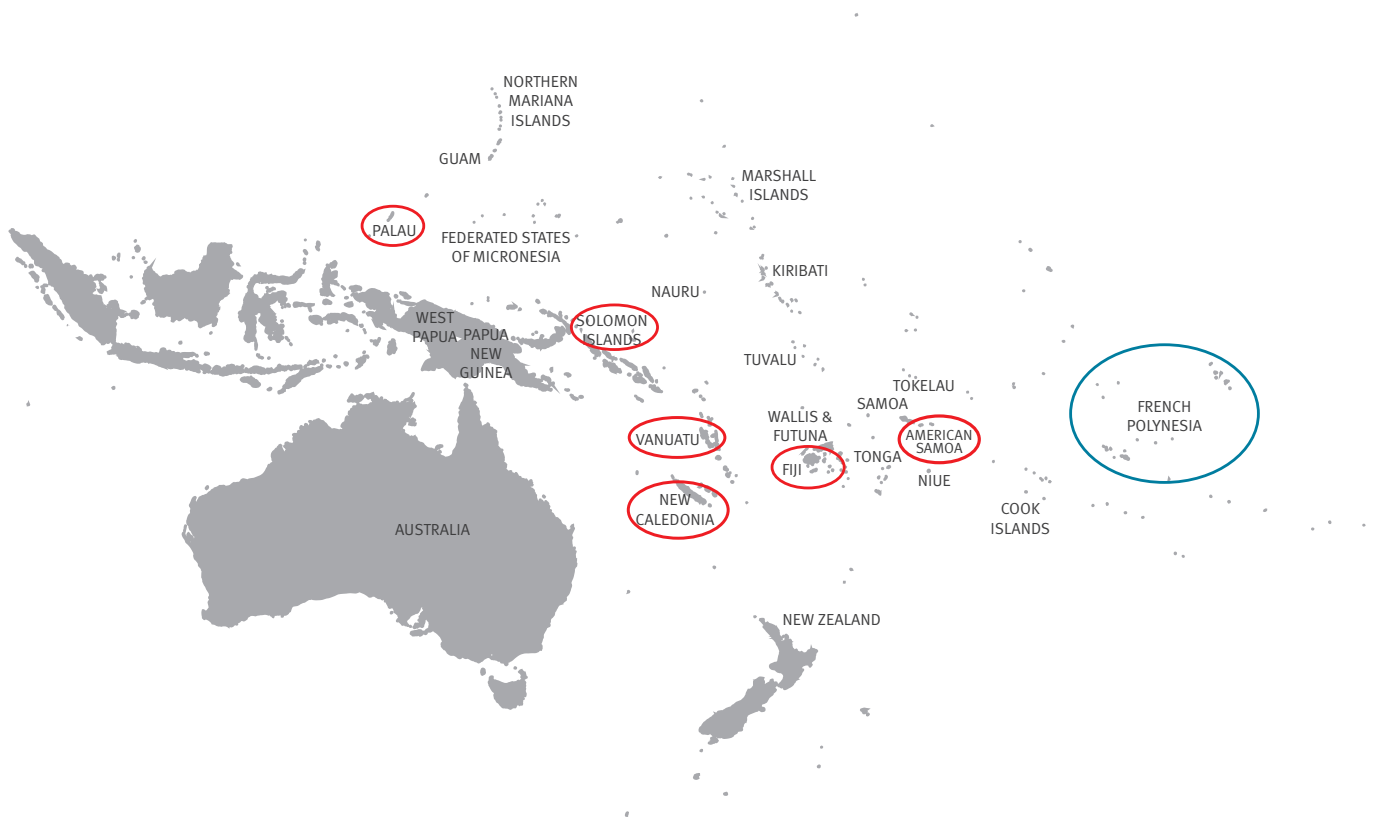 NORTHERN
MARIANA
ISLANDS
GUAM
MARSHALL
ISLANDS
PALAU
FEDERATED STATES
OF MICRONESIA
KIRIBATI
NAURU
WEST
PAPUA
PAPUA
NEW
GUINEA
SOLOMON
ISLANDS
TUVALU
TOKELAU
SAMOA
WALLIS &
FUTUNA
FRENCH
POLYNESIA
VANUATU
AMERICAN
SAMOA
FIJI
TONGA
NIUE
NEW
CALEDONIA
COOK
ISLANDS
AUSTRALIA
NEW ZEALAND